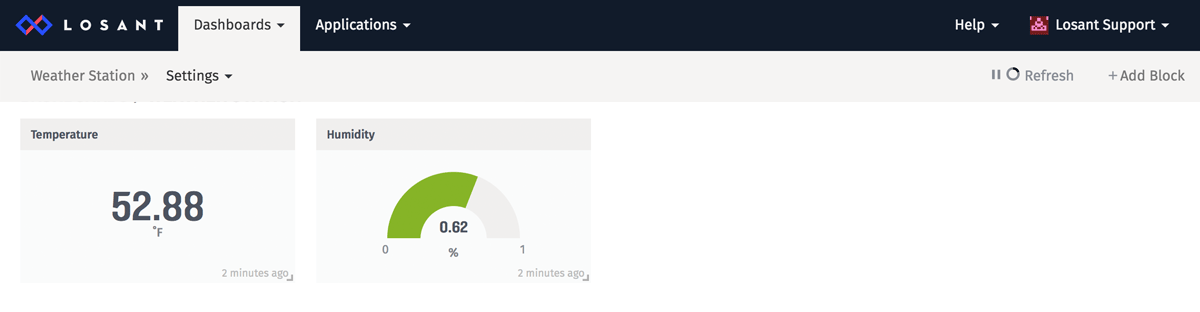 LOSANT Dashboards Applications Help Losant Support
Weather Station » Settings Refresh + Add Block
Temperature
52.88
°F
2 minutes ago
Humidity
0.62
0 1
%
2 minutes ago